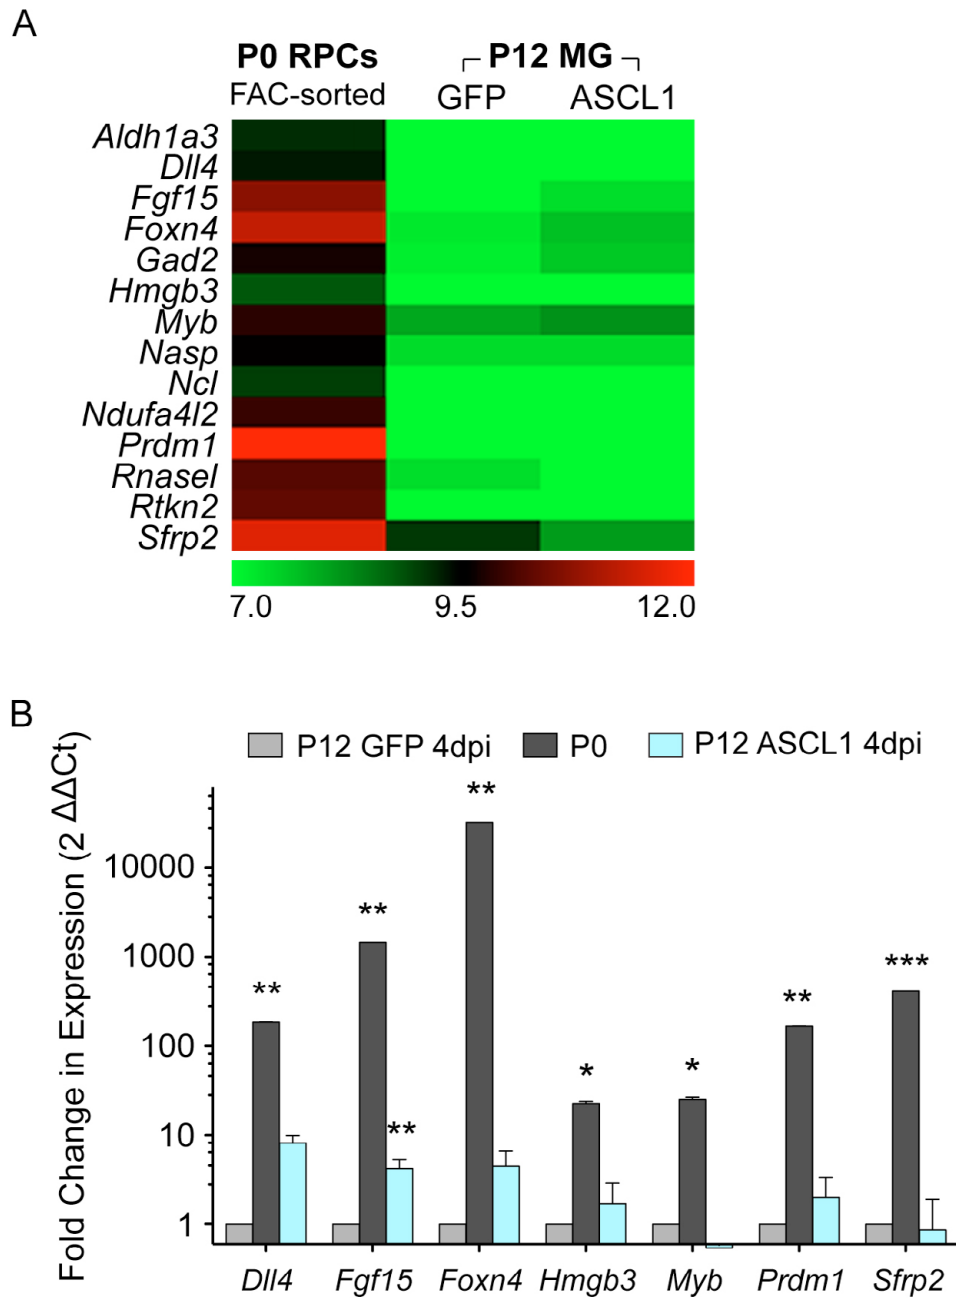 A
P0 RPCs P12 MG
FAC-sorted GFP ASCL1
Aldh1a3
Dll4
Fgf15
Foxn4
Gad2
Hmgb3
Myb
Nasp
Ncl
Ndufa4l2
Prdm1
Rnasel
Rtkn2
Sfrp2
7.0 9.5 12.0
B
P12 GFP 4dpi P0 P12 ASCL1 4dpi
Fold Change in Expression (2 ΔΔCt)
10000
1000
100
10
1
** ** ** * * ** ***
**
Dll4 Fgf15 Foxn4 Hmgb3 Myb Prdm1 Sfrp2